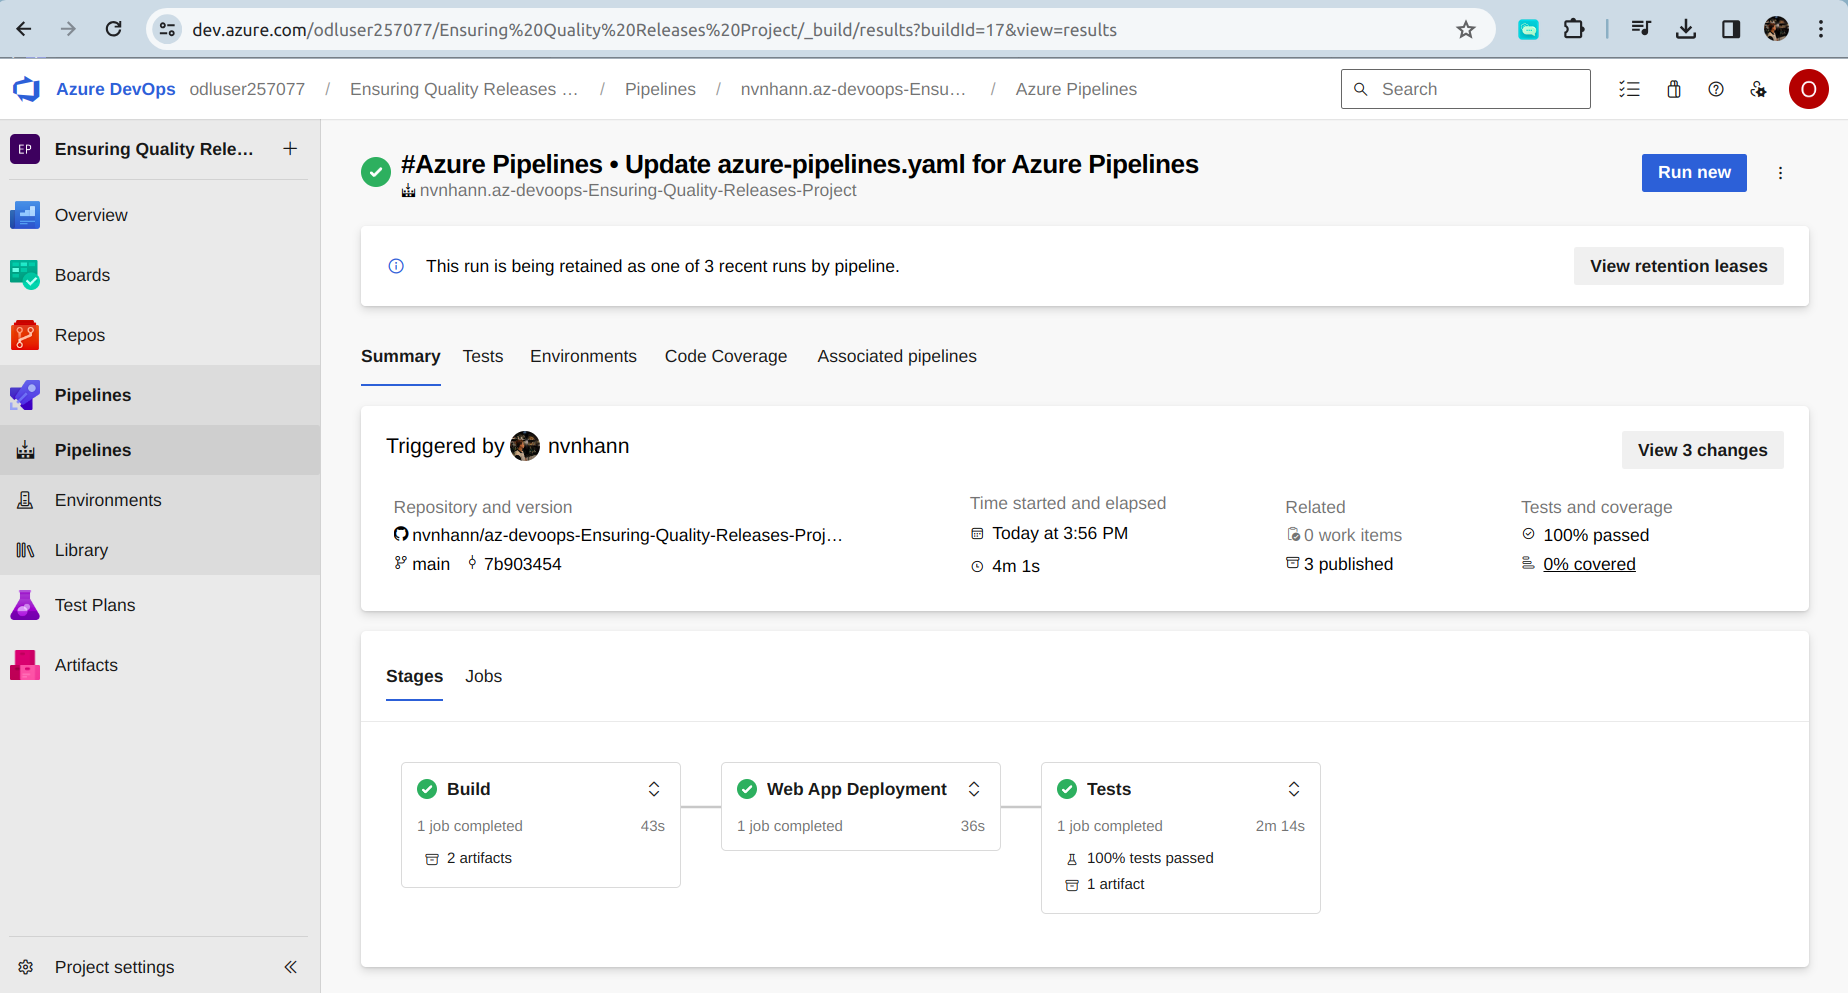 dev.azure.com/odluser257077/Ensuring%20Quality%20Releases%20Project/_build/results?buildId=17&view=results
Azure DevOps odluser257077 / Ensuring Quality Releases ... / Pipelines / nvnhann.az-devoops-Ensu... / Azure Pipelines
Search
O
EP Ensuring Quality Rele... +
Overview
Boards
Repos
Pipelines
Pipelines
Environments
Library
Test Plans
Artifacts
Project settings
#Azure Pipelines • Update azure-pipelines.yaml for Azure Pipelines
nvnhann.az-devoops-Ensuring-Quality-Releases-Project
Run new
This run is being retained as one of 3 recent runs by pipeline.
View retention leases
Summary Tests Environments Code Coverage Associated pipelines
Triggered by nvnhann
View 3 changes
Repository and version
nvnhann/az-devoops-Ensuring-Quality-Releases-Proj...
main 7b903454
Time started and elapsed
Today at 3:56 PM
4m 1s
Related
0 work items
3 published
Tests and coverage
100% passed
0% covered
Stages Jobs
Build
1 job completed 43s
2 artifacts
Web App Deployment
1 job completed 36s
Tests
1 job completed 2m 14s
100% tests passed
1 artifact